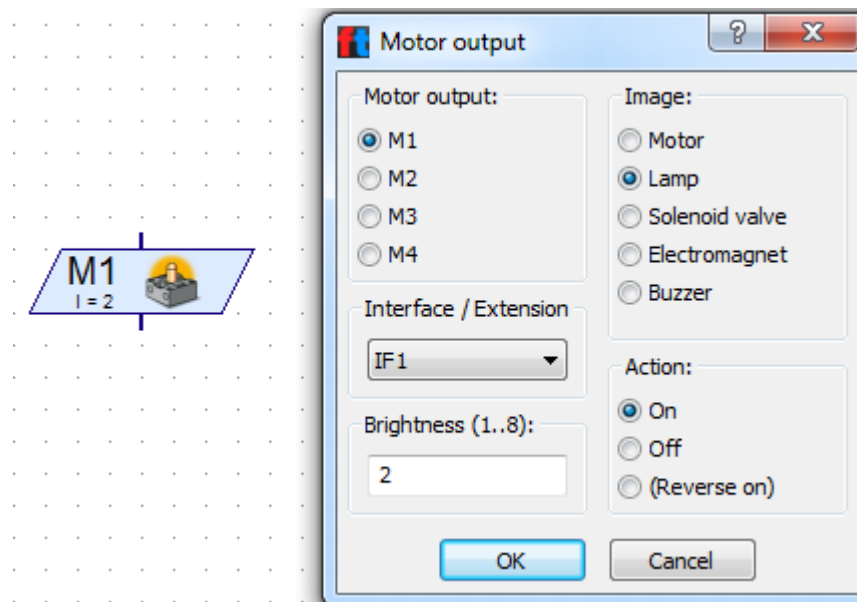 M1
I = 2
ft Motor output
Motor output:
M1
M2
M3
M4
Interface / Extension
IF1
Brightness (1..8):
2
Image:
Motor
Lamp
Solenoid valve
Electromagnet
Buzzer
Action:
On
Off
(Reverse on)
OK
Cancel